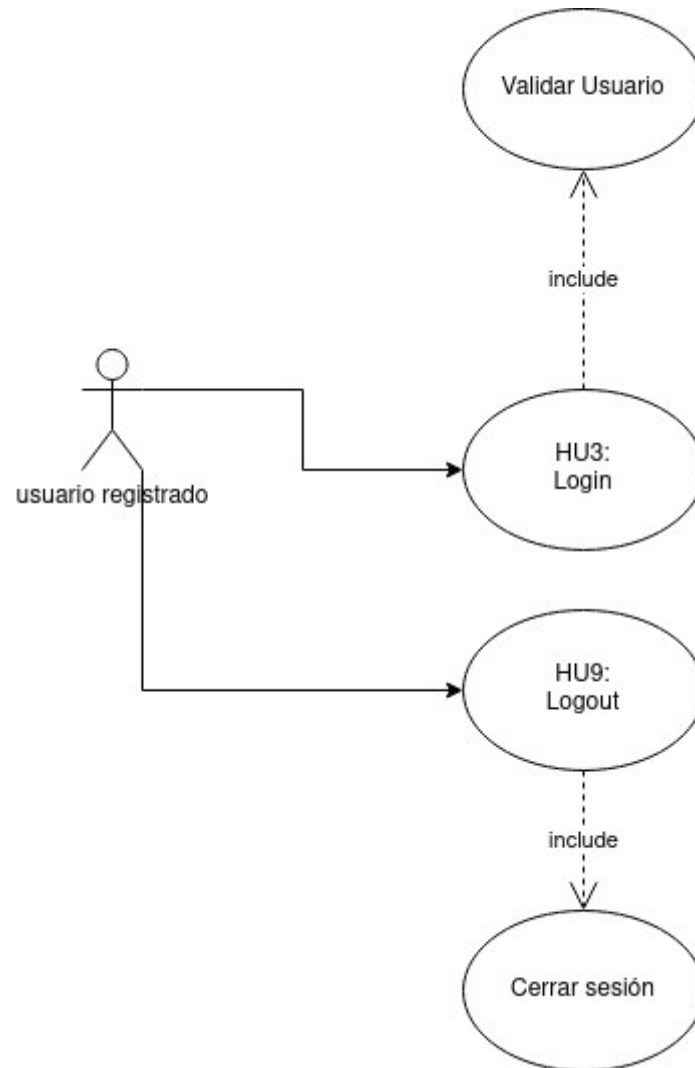 Validar Usuario
include
HU3:
Login
usuario registrado
HU9:
Logout
include
Cerrar sesión